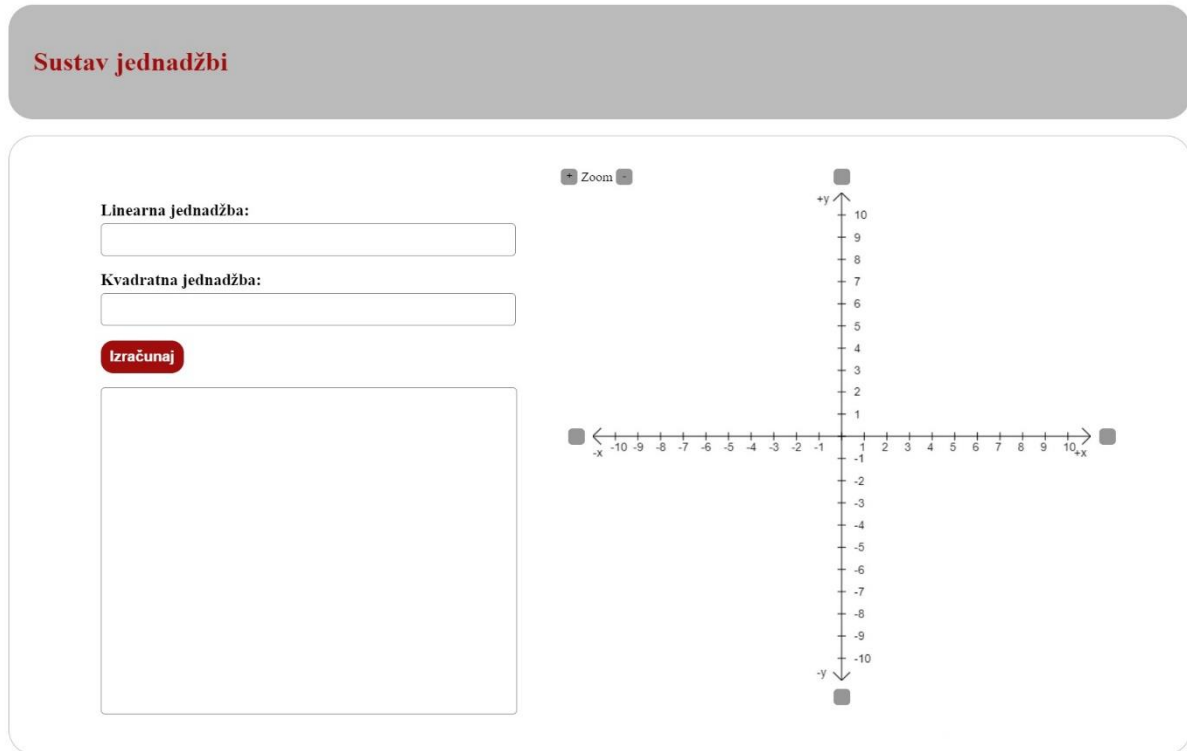 Sustav jednadžbi
+ Zoom -
Linearna jednadžba:
Kvadratna jednadžba:
Izračunaj
+y
10
9
8
7
6
5
4
3
2
1
-x -10 -9 -8 -7 -6 -5 -4 -3 -2 -1 1 2 3 4 5 6 7 8 9 10 +x
-1
-2
-3
-4
-5
-6
-7
-8
-9
-10
-y